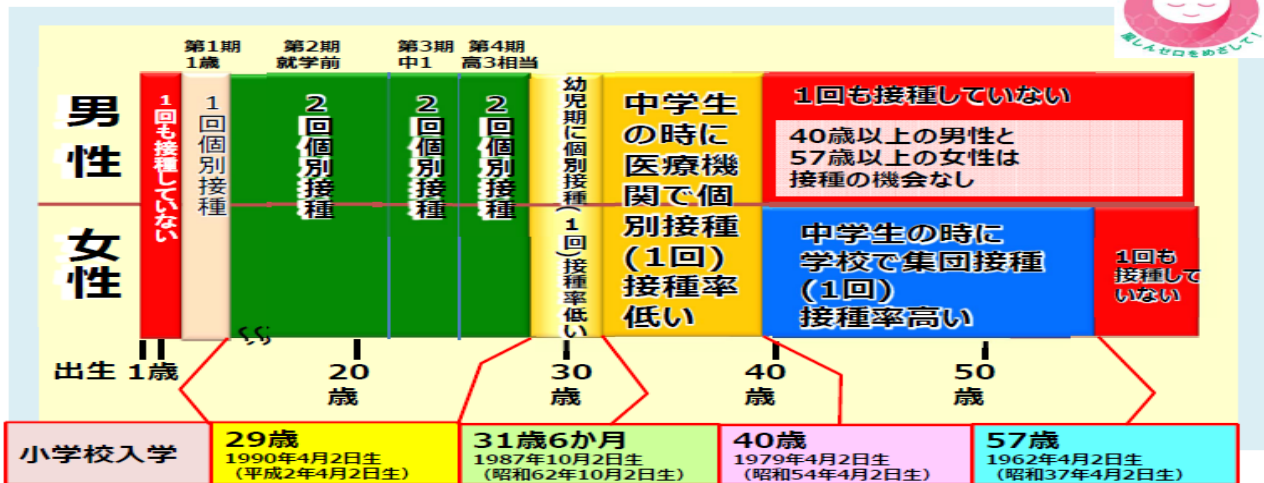 風しんゼロをめざして!
第1期
1歳
第2期
就学前
第3期
中1
第4期
高3相当
男性
女性
1回も接種していない
1回個別接種
2回個別接種
2回個別接種
2回個別接種
幼児期に個別接種(1回)接種率低い
中学生
の時に
医療機
関で個
別接種
(1回)
接種率
低い
1回も接種していない
40歳以上の男性と
57歳以上の女性は
接種の機会なし
中学生の時に
学校で集団接種
(1回)
接種率高い
1回も
接種して
いない
出生 1歳
20
歳
30
歳
40
歳
50
歳
小学校入学
29歳
1990年4月2日生
(平成2年4月2日生)
31歳6か月
1987年10月2日生
(昭和62年10月2日生)
40歳
1979年4月2日生
(昭和54年4月2日生)
57歳
1962年4月2日生
(昭和37年4月2日生)